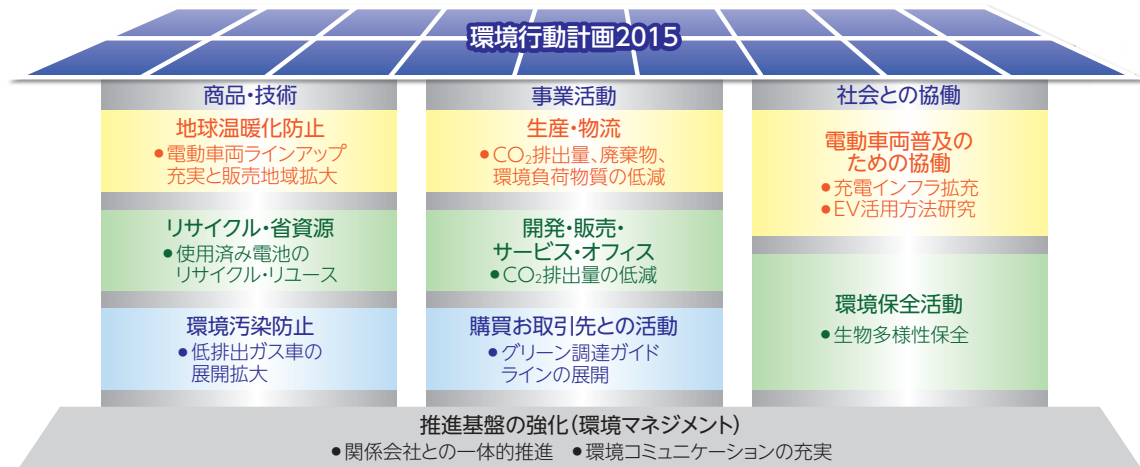 環境行動計画2015
商品・技術
地球温暖化防止
●電動車両ラインアップ
充実と販売地域拡大
リサイクル・省資源
●使用済み電池の
リサイクル・リユース
環境汚染防止
●低排出ガス車の
展開拡大
事業活動
生産・物流
●CO₂排出量、廃棄物、
環境負荷物質の低減
開発・販売・
サービス・オフィス
●CO₂排出量の低減
購買お取引先との活動
●グリーン調達ガイド
ラインの展開
社会との協働
電動車両普及の
ための協働
●充電インフラ拡充
●EV活用方法研究
環境保全活動
●生物多様性保全
推進基盤の強化(環境マネジメント)
●関係会社との一体的推進 ●環境コミュニケーションの充実